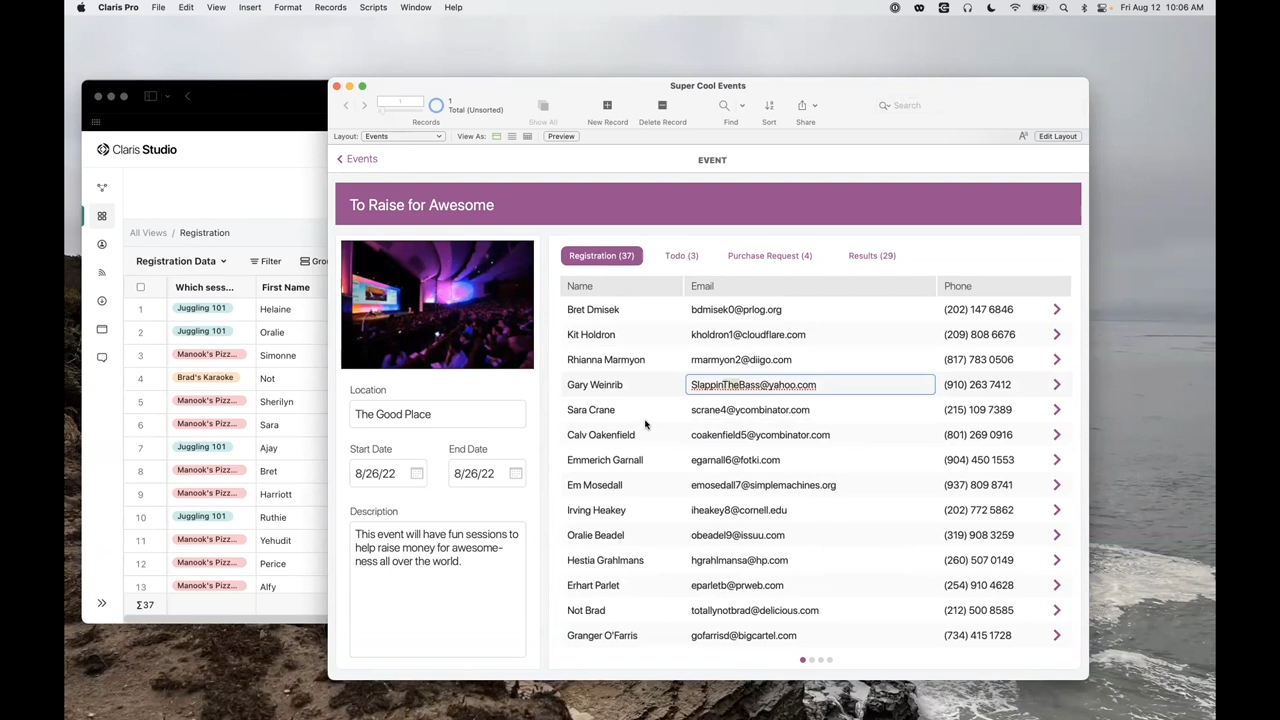 Claris Pro File Edit View Insert Format Records Scripts Window Help Fri Aug 12 10:06 AM
Super Cool Events
1
1
Total (Unsorted)
Records Show All New Record Delete Record Find Sort Share Search
Layout: Events View As: Preview Edit Layout
Events EVENT
To Raise for Awesome
Location
The Good Place
Start Date End Date
8/26/22 8/26/22
Description
This event will have fun sessions to
help raise money for awesome-
ness all over the world.
Registration (37) Todo (3) Purchase Request (4) Results (29)
Name Email Phone
Bret Dmisek bdmisek0@prlog.org (202) 147 6846
Kit Holdron kholdron1@cloudflare.com (209) 808 6676
Rhianna Marmyon rmarmyon2@diigo.com (817) 783 0506
Gary Weinrib SlappinTheBass@yahoo.com (910) 263 7412
Sara Crane scrane4@ycombinator.com (215) 109 7389
Calv Oakenfield coakenfield5@ycombinator.com (801) 269 0916
Emmerich Garnall egarnall6@fotki.com (904) 450 1553
Em Mosedall emosedall7@simplemachines.org (937) 809 8741
Irving Heakey iheakey8@cornell.edu (202) 772 5862
Oralie Beadel obeadel9@issuu.com (319) 908 3259
Hestia Grahlmans hgrahlmansa@hp.com (260) 507 0149
Erhart Parlet eparletb@prweb.com (254) 910 4628
Not Brad totallynotbrad@delicious.com (212) 500 8585
Granger O'Farris gofarrisd@bigcartel.com (734) 415 1728
Claris Studio
All Views / Registration
Registration Data Filter Grou
Which sess... First Name
1 Juggling 101 Helaine
2 Juggling 101 Oralie
3 Manook's Pizz... Simonne
4 Brad's Karaoke Not
5 Manook's Pizz... Sherilyn
6 Manook's Pizz... Sara
7 Juggling 101 Ajay
8 Manook's Pizz... Bret
9 Manook's Pizz... Harriott
10 Juggling 101 Ruthie
11 Manook's Pizz... Yehudit
12 Manook's Pizz... Perice
13 Manook's Pizz... Alfy
Σ37